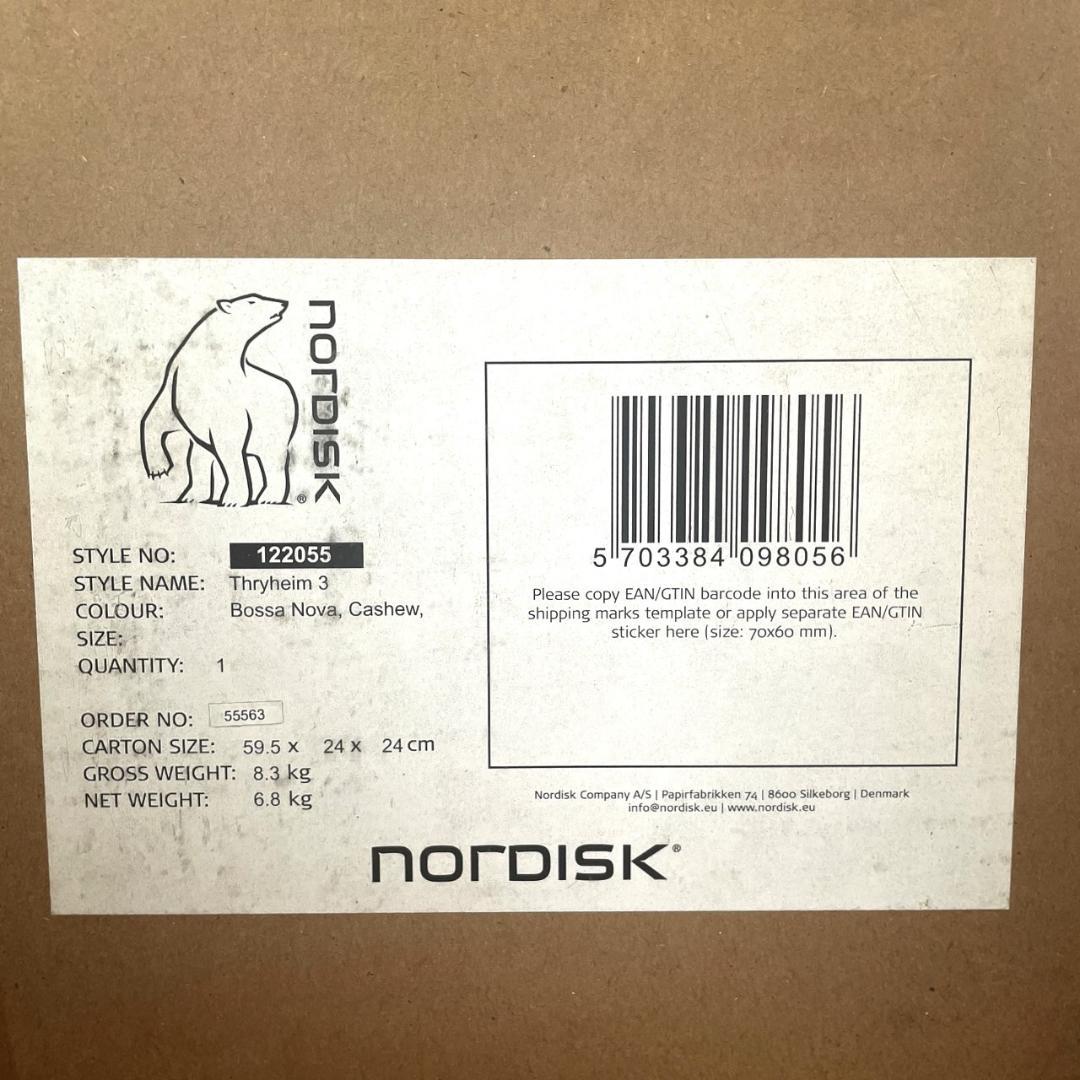 NORDISK
®
STYLE NO: 122055
STYLE NAME: Thryheim 3
COLOUR: Bossa Nova, Cashew,
SIZE:
QUANTITY: 1
ORDER NO: 55563
CARTON SIZE: 59.5 x 24 x 24 cm
GROSS WEIGHT: 8.3 kg
NET WEIGHT: 6.8 kg
5 703384 098056
Please copy EAN/GTIN barcode into this area of the
shipping marks template or apply separate EAN/GTIN
sticker here (size: 70x60 mm).
Nordisk Company A/S | Papirfabrikken 74 | 8600 Silkeborg | Denmark
info@nordisk.eu | www.nordisk.eu
NORDISK®